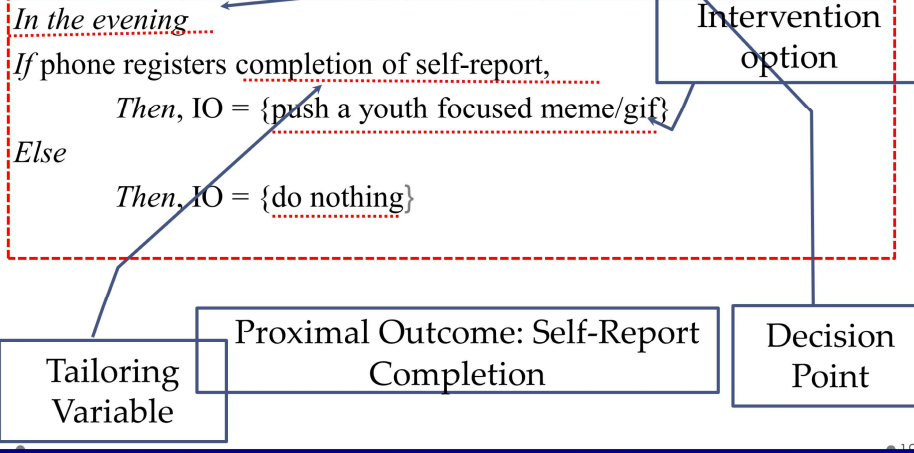 In the evening
Intervention
option
If phone registers completion of self-report,
Then, IO = {push a youth focused meme/gif}
Else
Then, IO = {do nothing}
Proximal Outcome: Self-Report
Completion
Tailoring
Variable
Decision
Point